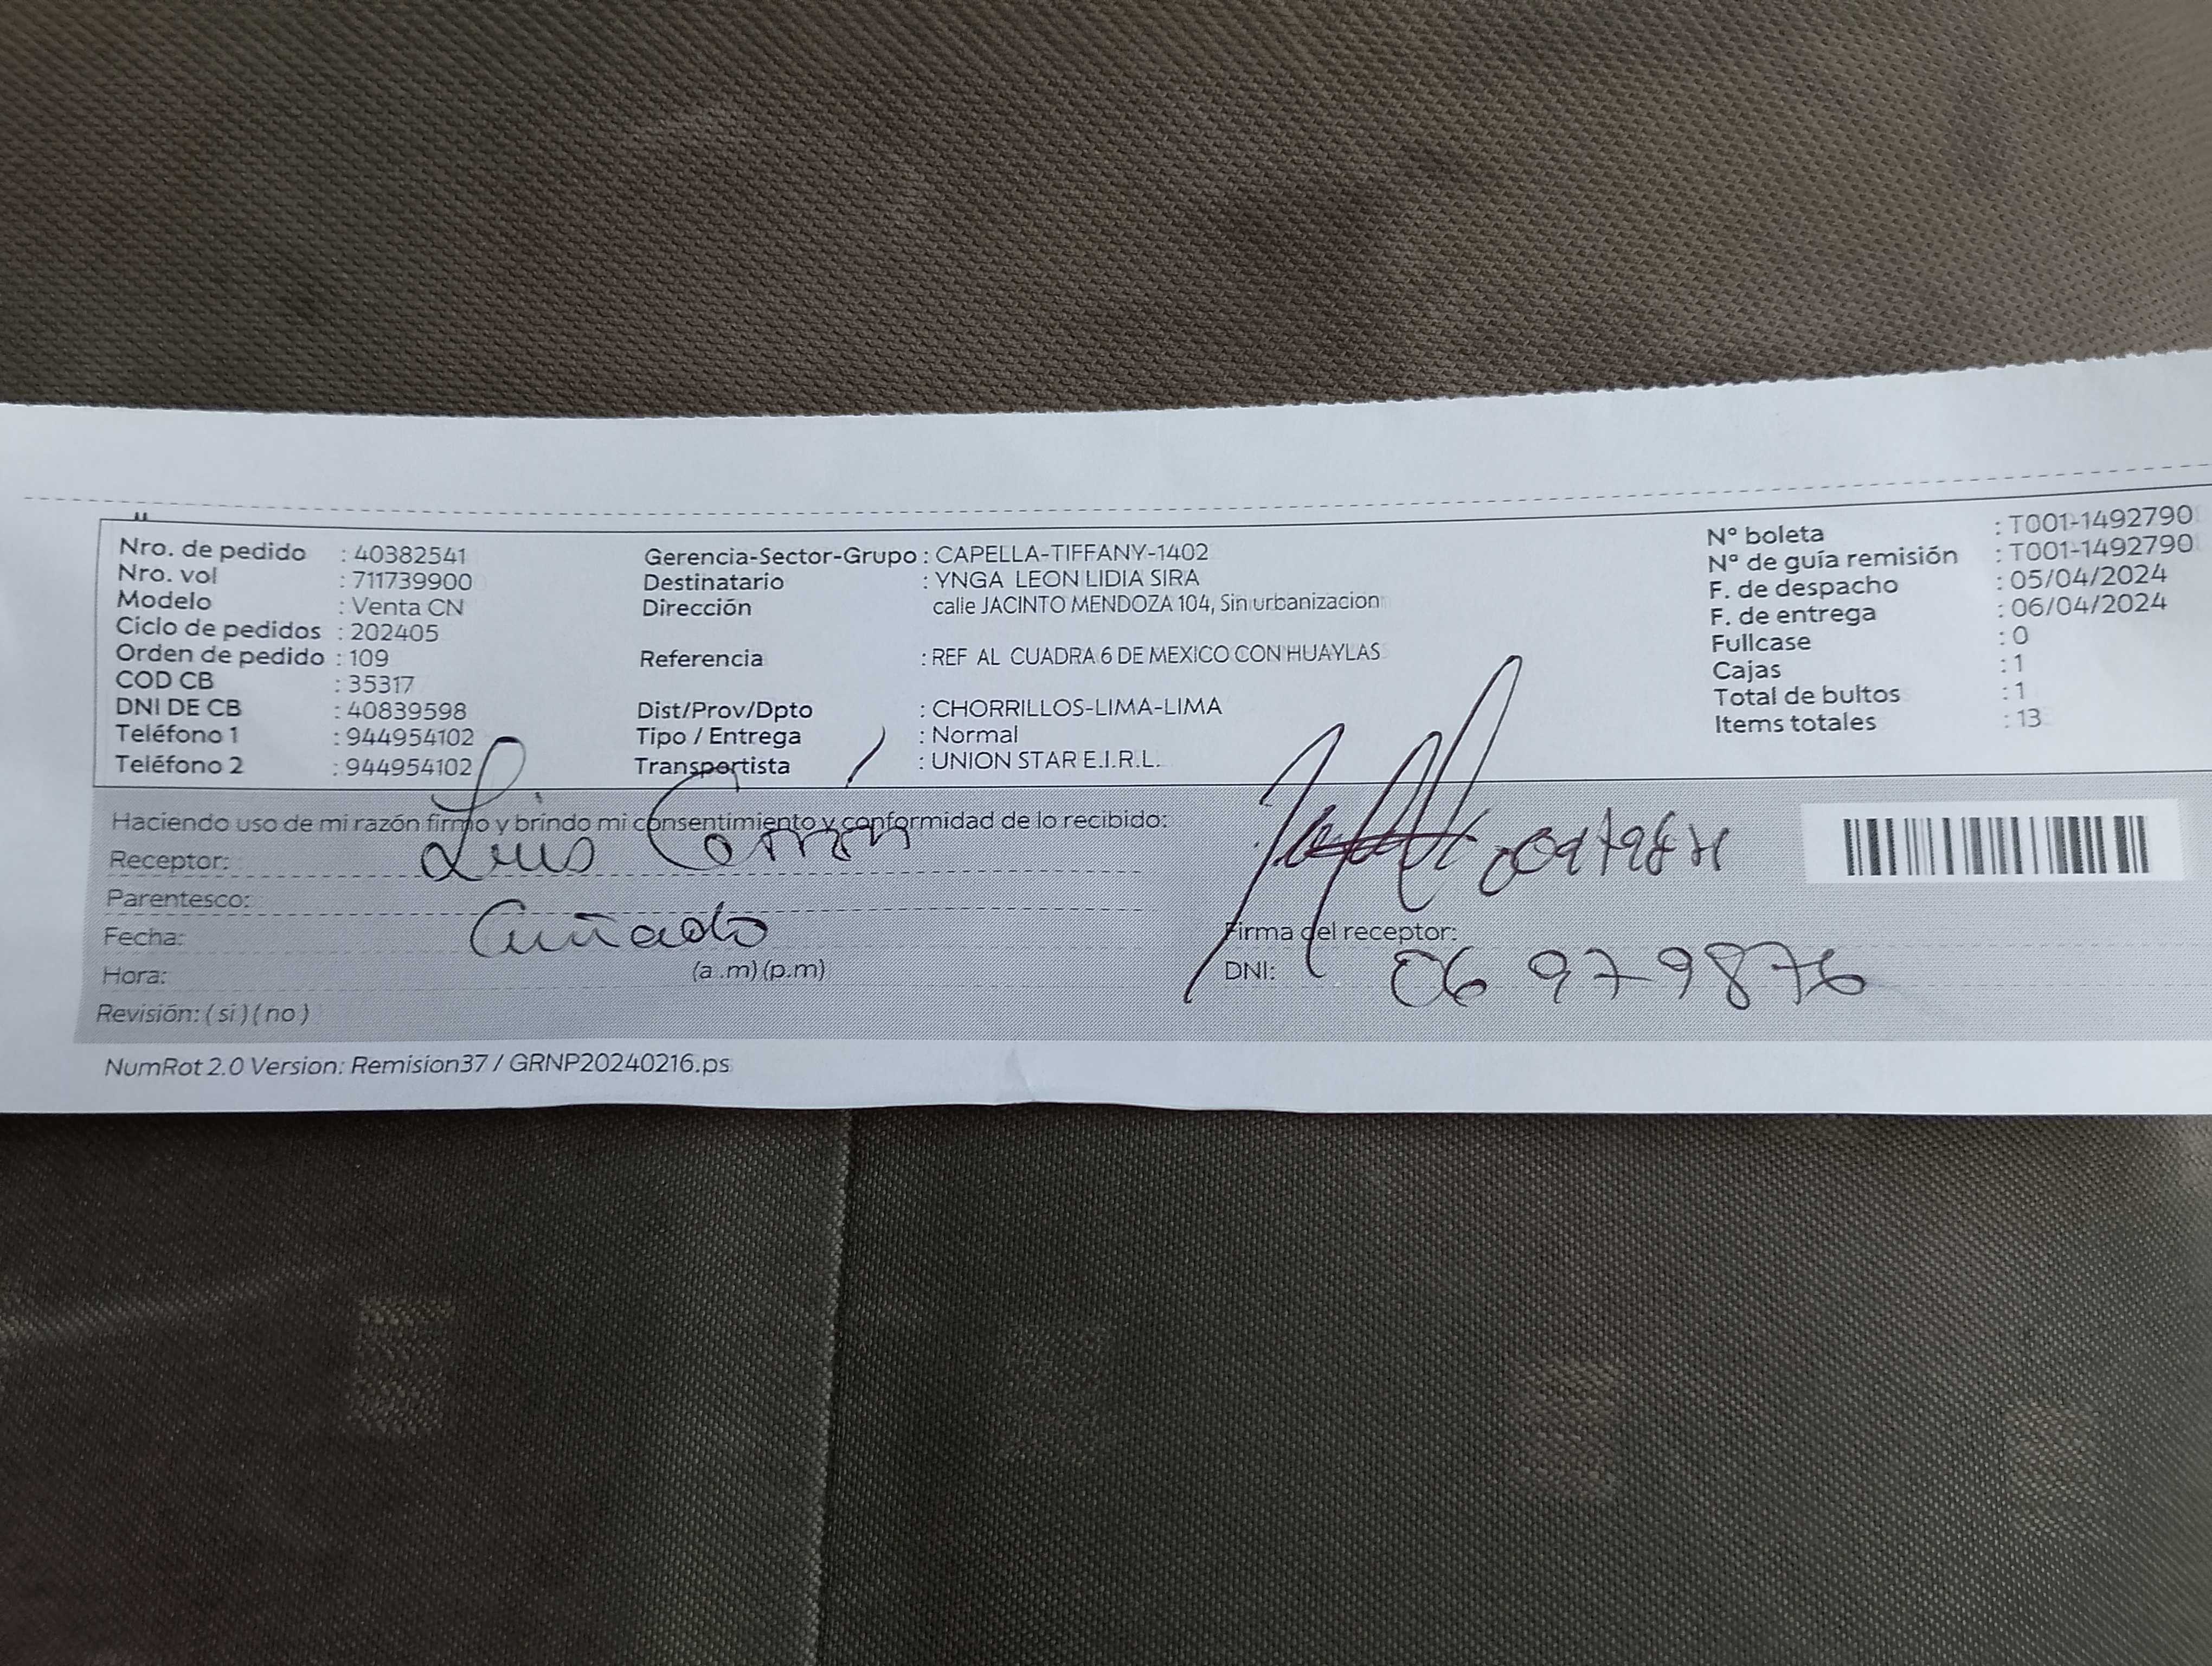 Nro. de pedido : 40382541
Nro. vol : 711739900
Modelo : Venta CN
Ciclo de pedidos : 202405
Orden de pedido : 109
COD CB : 35317
DNI DE CB : 40839598
Teléfono 1 : 944954102
Teléfono 2 : 944954102
Gerencia-Sector-Grupo : CAPELLA-TIFFANY-1402
Destinatario : YNGA LEON LIDIA SIRA
Dirección calle JACINTO MENDOZA 104, Sin urbanizacion
Referencia : REF AL CUADRA 6 DE MEXICO CON HUAYLAS
Dist/Prov/Dpto : CHORRILLOS-LIMA-LIMA
Tipo / Entrega : Normal
Transportista : UNION STAR E.I.R.L.
Nº boleta : T001-1492790
Nº de guía remisión : T001-1492790
F. de despacho : 05/04/2024
F. de entrega : 06/04/2024
Fullcase : 0
Cajas : 1
Total de bultos : 1
Items totales : 13
Haciendo uso de mi razón firmo y brindo mi consentimiento y conformidad de lo recibido:
Receptor: Luis
Parentesco: Cuñado
Fecha:
Hora: (a.m) (p.m)
Revisión: ( si ) ( no )
Firma del receptor:
DNI: 06979876
NumRot 2.0 Version: Remision37 / GRNP20240216.ps